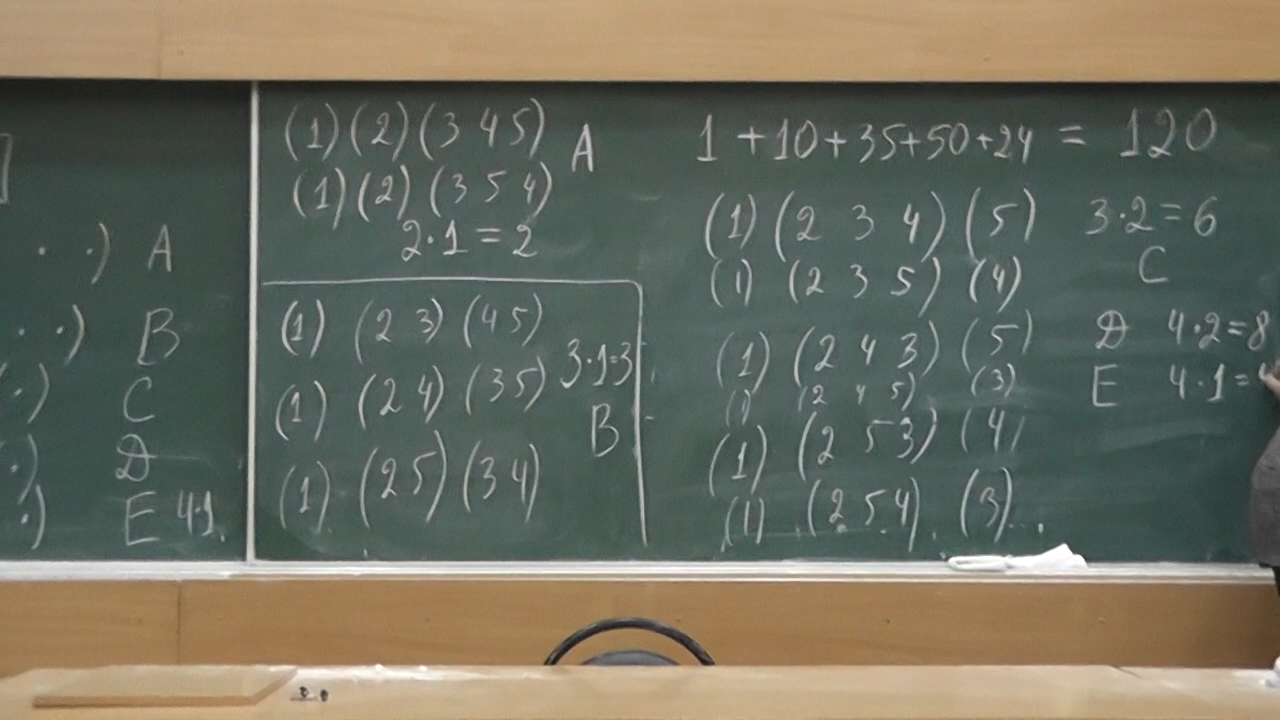 ]
· ·) A
· ·) B
(·) C
·) D
·) E 4·1
(1)(2)(3 4 5)
A
(1)(2)(3 5 4)
2·1=2
(1) (2 3) (4 5)
3·1=3
(1) (2 4) (3 5)
B
(1) (2 5) (3 4)
1+10+35+50+24 = 120
(1) (2 3 4) (5) 3·2=6
(1) (2 3 5) (4) C
(1) (2 4 3) (5) D 4·2=8
(1) (2 4 5) (3) E 4·1=
(1) (2 5 3) (4)
(1) (2 5 4) (3)